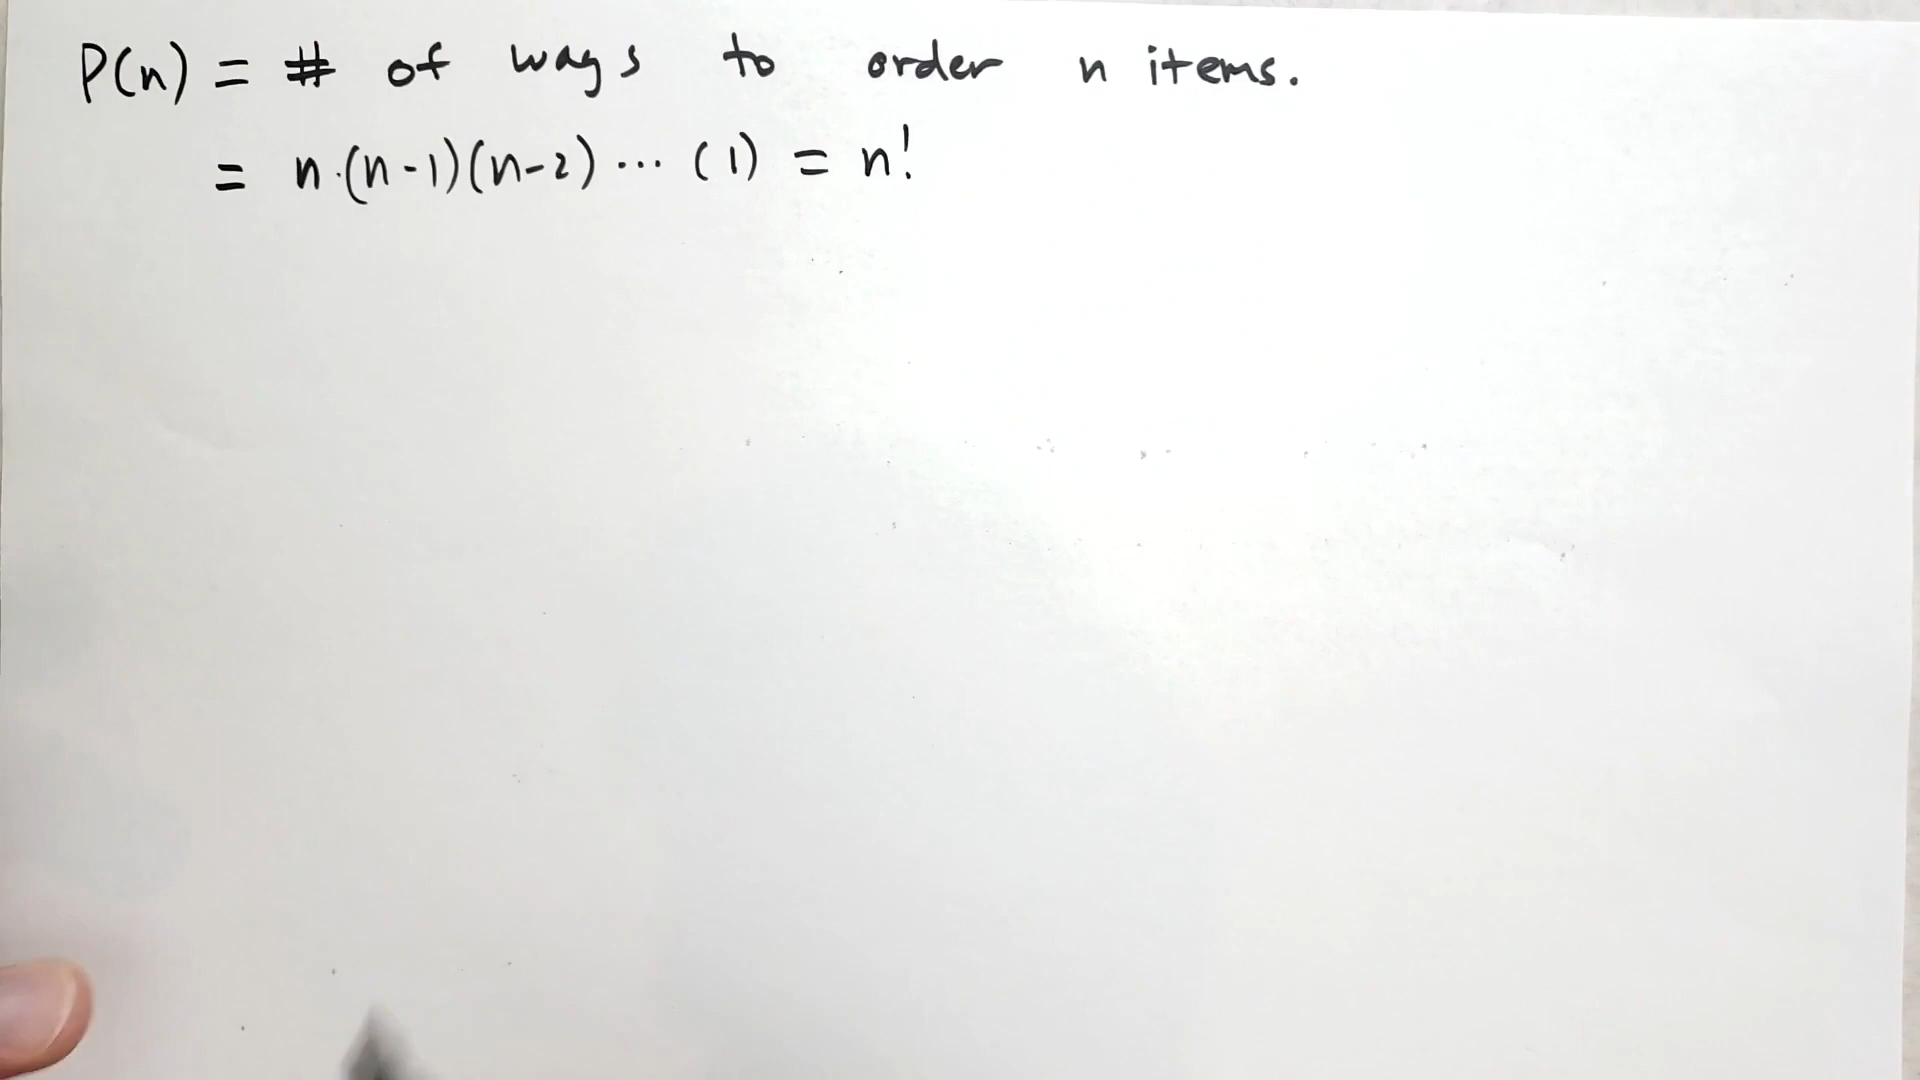 P(n) = # of ways to order n items.
= n·(n-1)(n-2) ··· (1) = n!